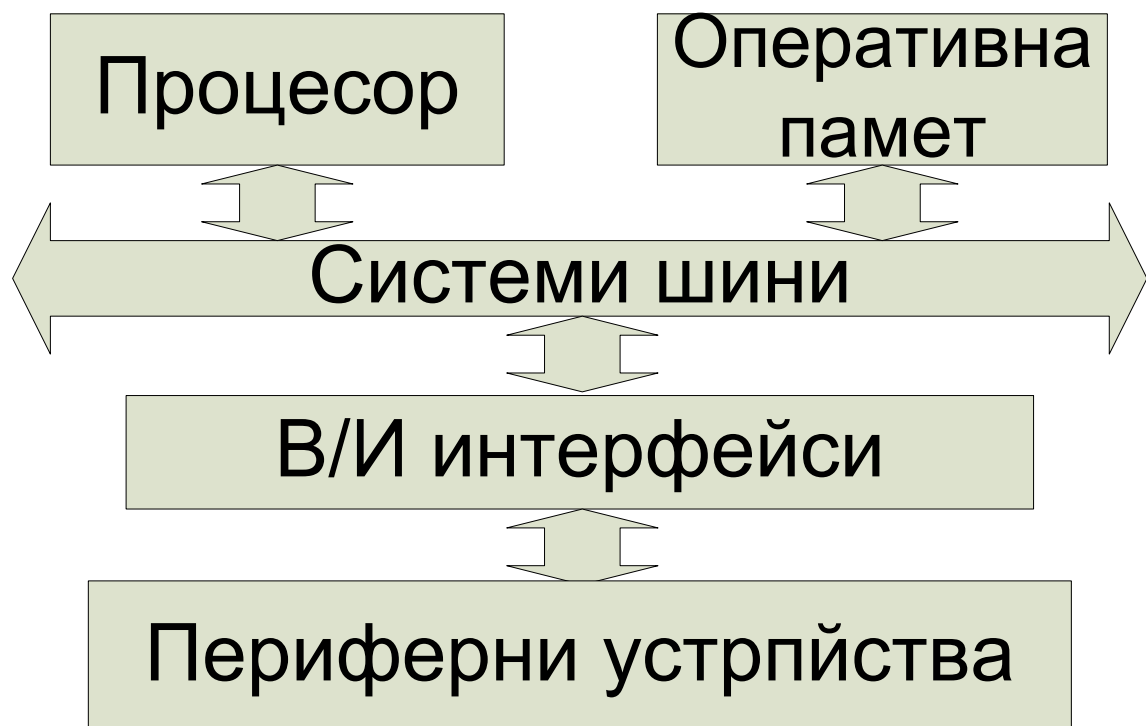 Процесор
Оперативна
памет
Системи шини
В/И интерфейси
Периферни устрпйства